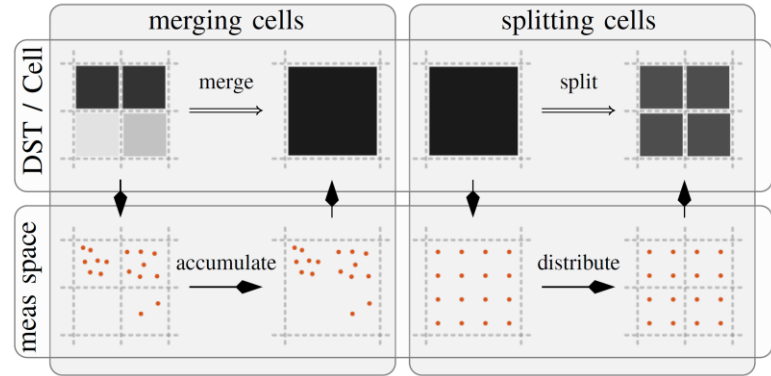 merging cells
splitting cells
DST / Cell
merge
split
meas space
accumulate
distribute